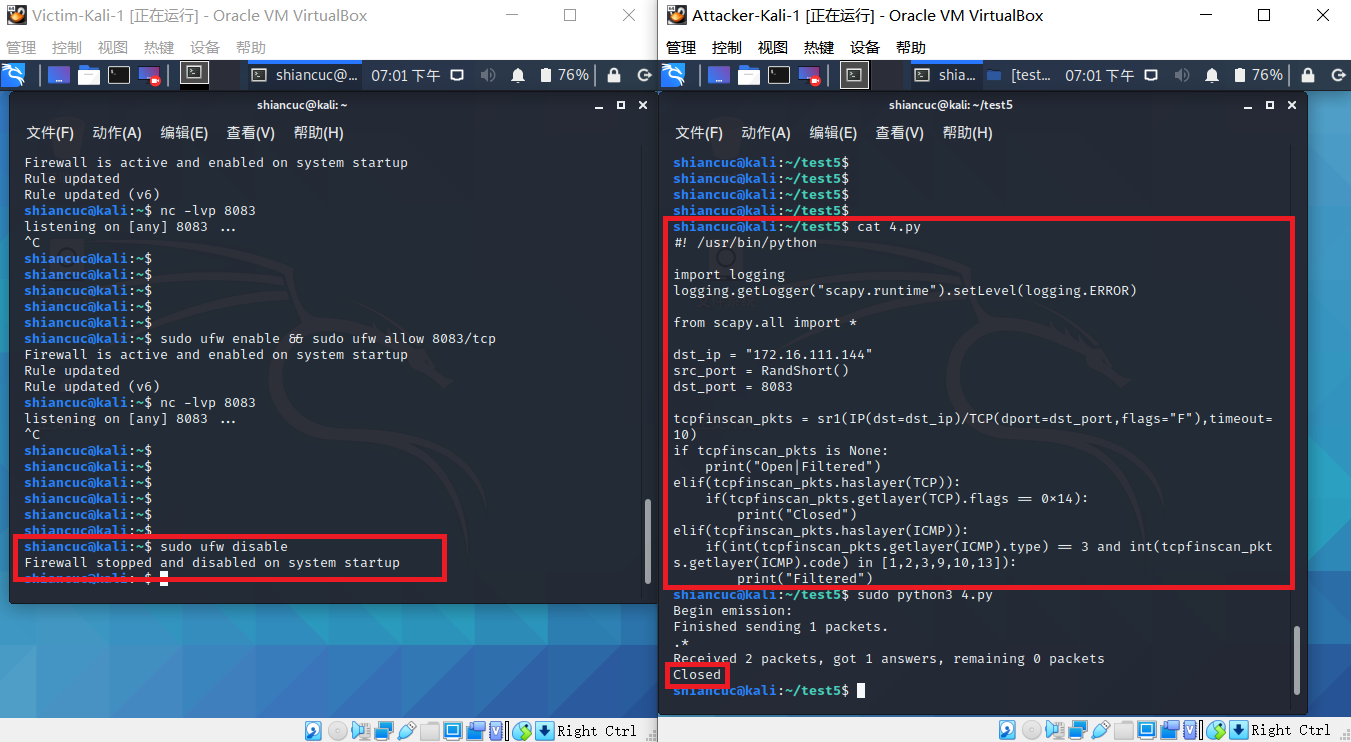 Victim-Kali-1 [正在运行] - Oracle VM VirtualBox
管理 控制 视图 热键 设备 帮助
shiancuc@... 07:01 下午 76%
shiancuc@kali: ~
文件(F) 动作(A) 编辑(E) 查看(V) 帮助(H)
Firewall is active and enabled on system startup
Rule updated
Rule updated (v6)
shiancuc@kali:~$ nc -lvp 8083
listening on [any] 8083 ...
^C
shiancuc@kali:~$
shiancuc@kali:~$
shiancuc@kali:~$
shiancuc@kali:~$
shiancuc@kali:~$
shiancuc@kali:~$ sudo ufw enable && sudo ufw allow 8083/tcp
Firewall is active and enabled on system startup
Rule updated
Rule updated (v6)
shiancuc@kali:~$ nc -lvp 8083
listening on [any] 8083 ...
^C
shiancuc@kali:~$
shiancuc@kali:~$
shiancuc@kali:~$
shiancuc@kali:~$
shiancuc@kali:~$
shiancuc@kali:~$
shiancuc@kali:~$ sudo ufw disable
Firewall stopped and disabled on system startup
shiancuc@kali:~$
Right Ctrl
Attacker-Kali-1 [正在运行] - Oracle VM VirtualBox
管理 控制 视图 热键 设备 帮助
shia... [test... 07:01 下午 76%
shiancuc@kali: ~/test5
文件(F) 动作(A) 编辑(E) 查看(V) 帮助(H)
shiancuc@kali:~/test5$
shiancuc@kali:~/test5$
shiancuc@kali:~/test5$
shiancuc@kali:~/test5$
shiancuc@kali:~/test5$ cat 4.py
#! /usr/bin/python
import logging
logging.getLogger("scapy.runtime").setLevel(logging.ERROR)
from scapy.all import *
dst_ip = "172.16.111.144"
src_port = RandShort()
dst_port = 8083
tcpfinscan_pkts = sr1(IP(dst=dst_ip)/TCP(dport=dst_port,flags="F"),timeout=
10)
if tcpfinscan_pkts is None:
    print("Open|Filtered")
elif(tcpfinscan_pkts.haslayer(TCP)):
    if(tcpfinscan_pkts.getlayer(TCP).flags == 0x14):
        print("Closed")
elif(tcpfinscan_pkts.haslayer(ICMP)):
    if(int(tcpfinscan_pkts.getlayer(ICMP).type) == 3 and int(tcpfinscan_pkt
s.getlayer(ICMP).code) in [1,2,3,9,10,13]):
        print("Filtered")
shiancuc@kali:~/test5$ sudo python3 4.py
Begin emission:
Finished sending 1 packets.
.*
Received 2 packets, got 1 answers, remaining 0 packets
Closed
shiancuc@kali:~/test5$
Right Ctrl